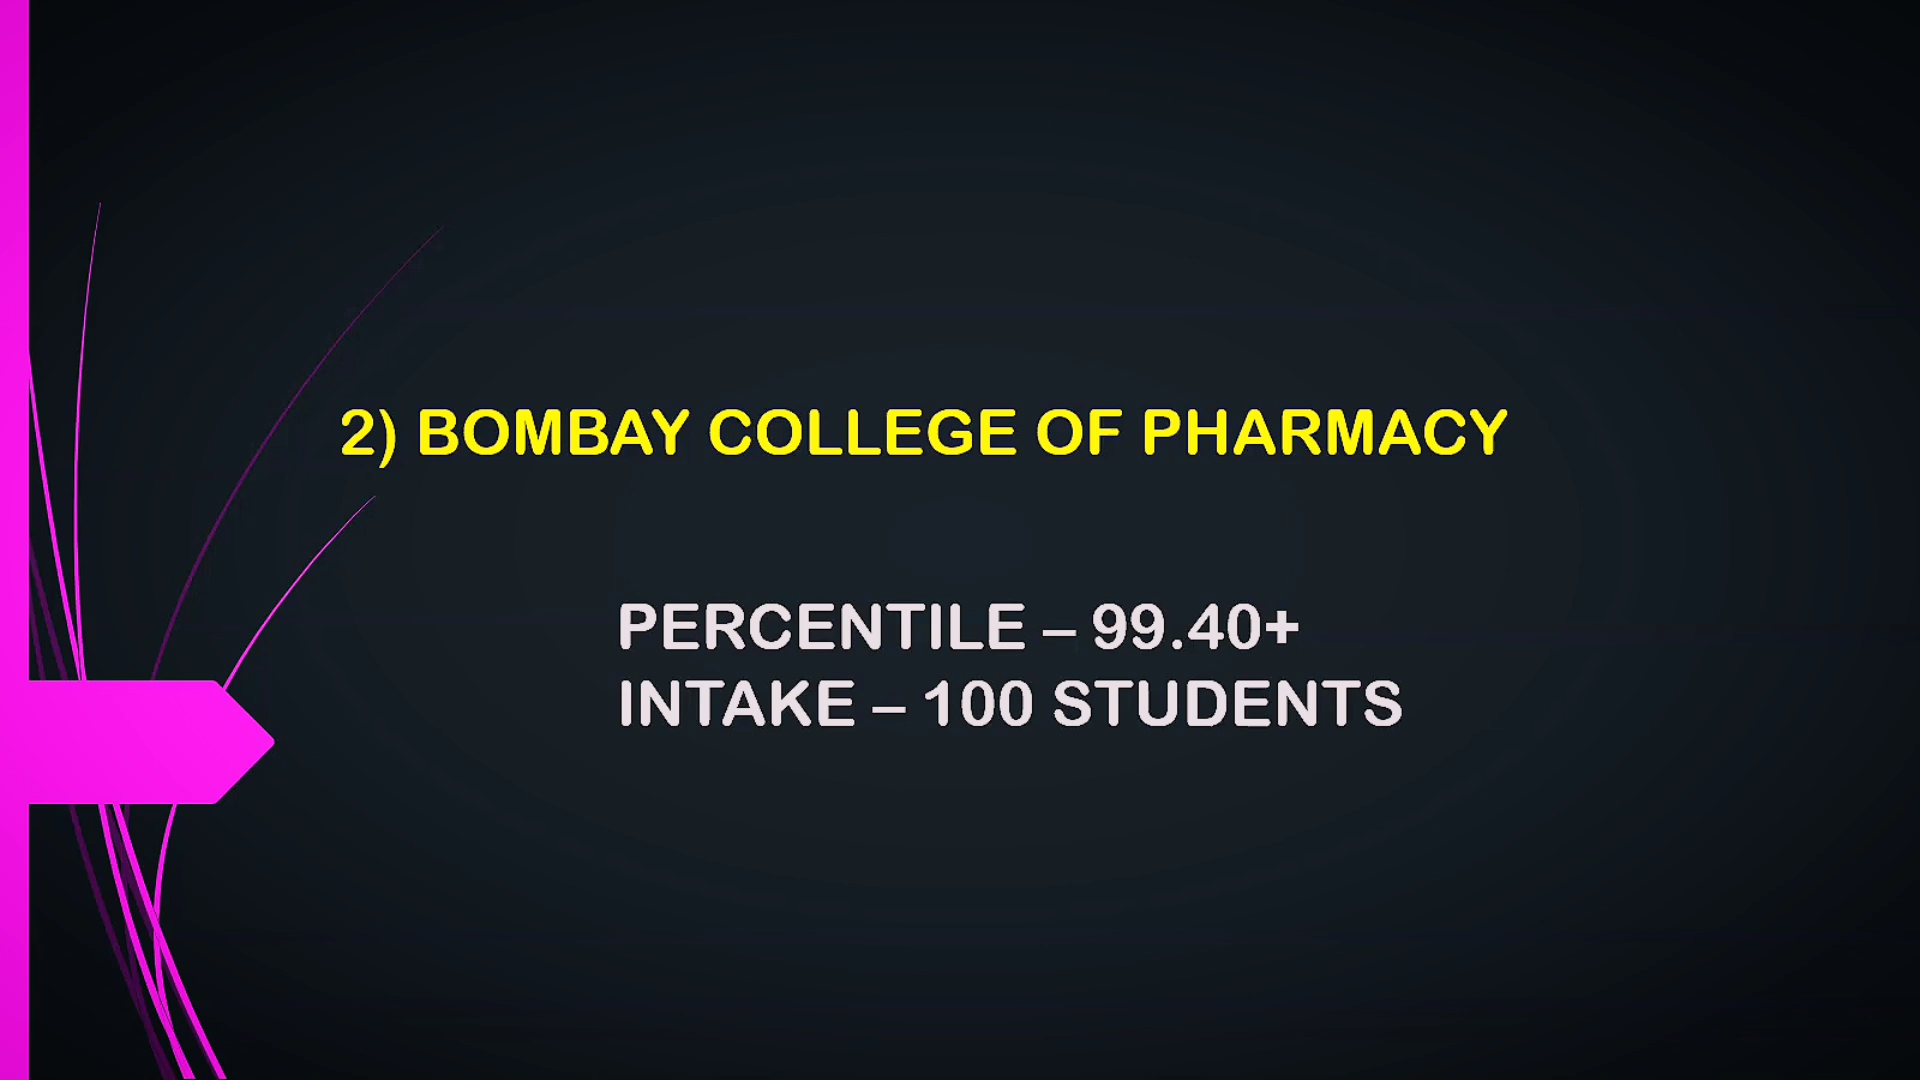 2) BOMBAY COLLEGE OF PHARMACY
PERCENTILE – 99.40+
INTAKE – 100 STUDENTS